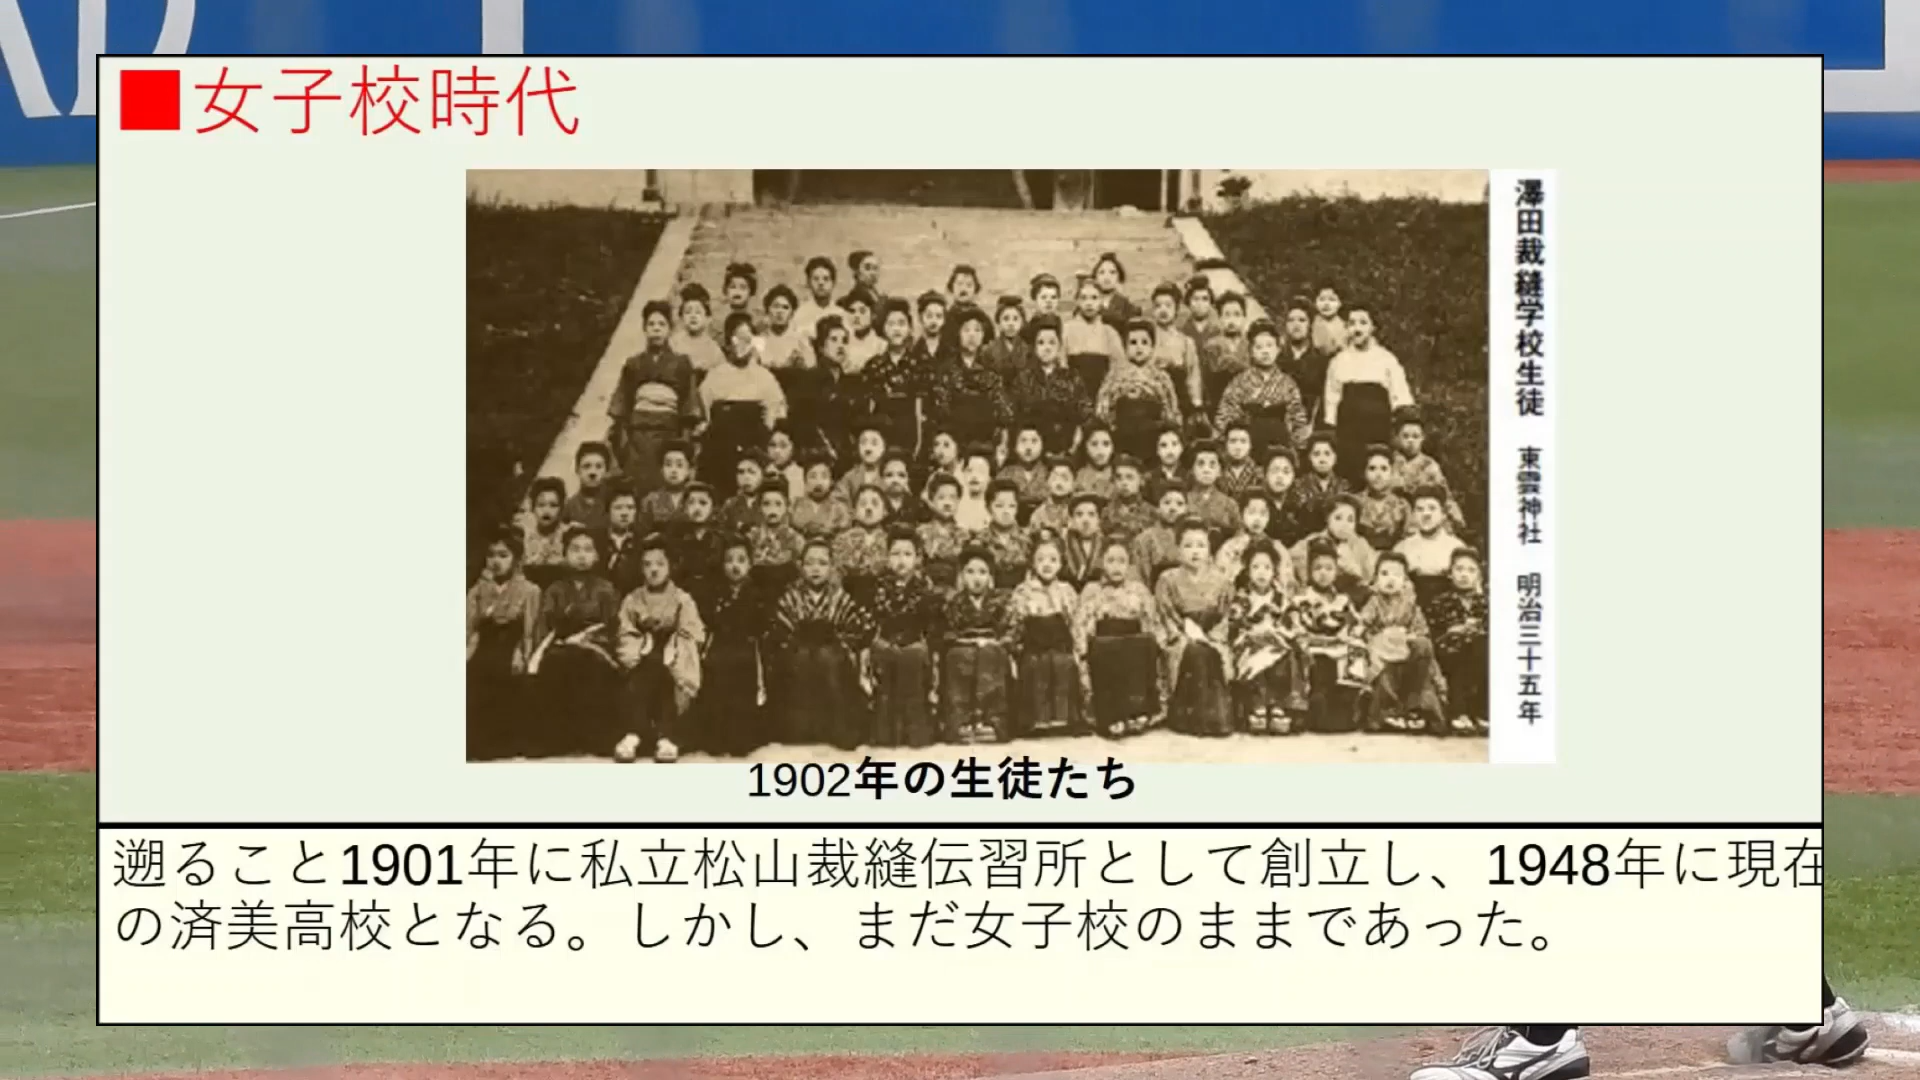 ■女子校時代
澤田裁縫学校生徒 東雲神社 明治三十五年
1902年の生徒たち
遡ること1901年に私立松山裁縫伝習所として創立し、1948年に現在
の済美高校となる。しかし、まだ女子校のままであった。